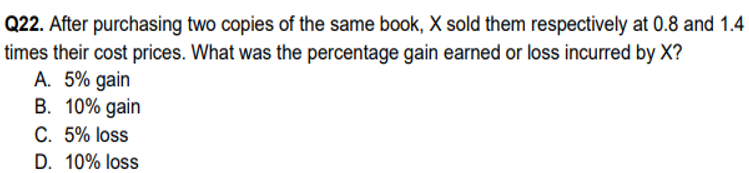 Q22. After purchasing two copies of the same book, X sold them respectively at 0.8 and 1.4
times their cost prices. What was the percentage gain earned or loss incurred by X?
A. 5% gain
B. 10% gain
C. 5% loss
D. 10% loss